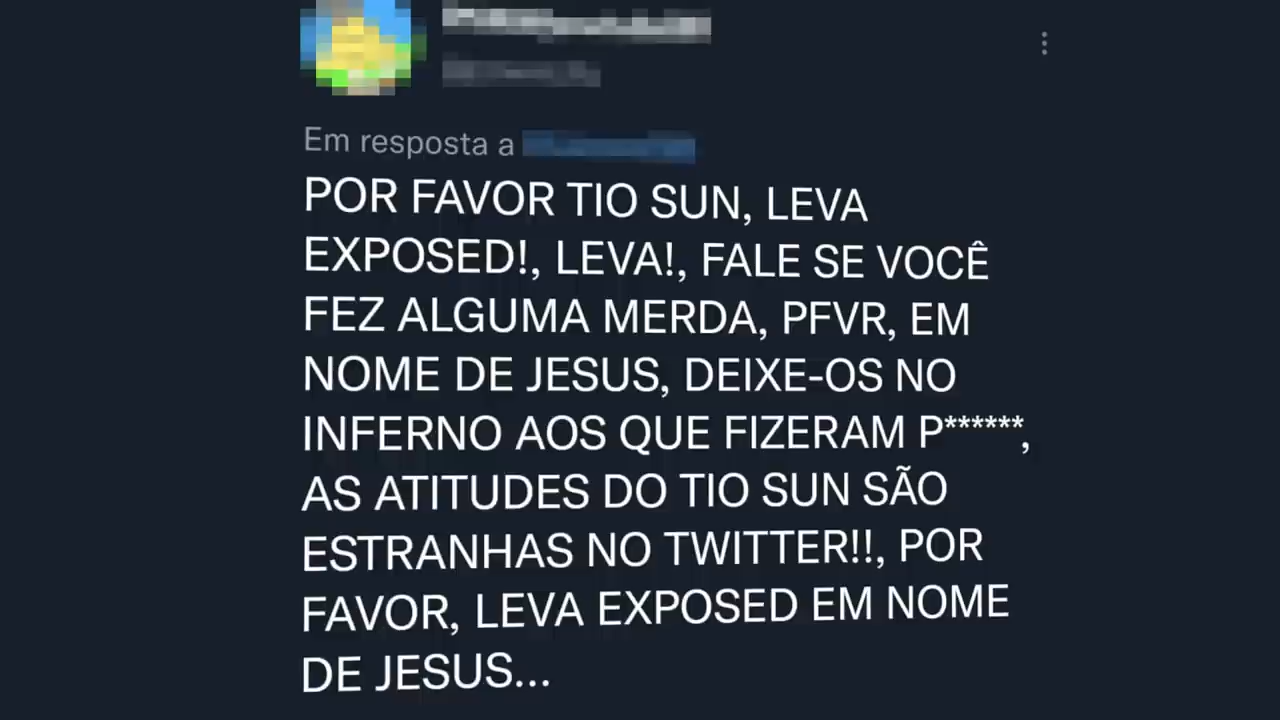 Em resposta a
POR FAVOR TIO SUN, LEVA
EXPOSED!, LEVA!, FALE SE VOCÊ
FEZ ALGUMA MERDA, PFVR, EM
NOME DE JESUS, DEIXE-OS NO
INFERNO AOS QUE FIZERAM P******,
AS ATITUDES DO TIO SUN SÃO
ESTRANHAS NO TWITTER!!, POR
FAVOR, LEVA EXPOSED EM NOME
DE JESUS...